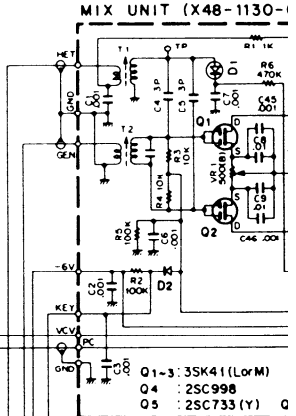 MIX UNIT (X48-1130-
R1 1K
HET
T1
TP
D1
R6
470K
C1
.001
C4 3P
C5 3P
C7
.001
C45
.001
GND
T2
Q1
D
GEN
R3
10K
S
C8
.01
VR1
500(B)
R4 10K
S
C9
.01
R5
100K
C6
.001
Q2
D
C46 .001
-6V
C2
.001
R2
100K
D2
KEY
VCV
PC
GND
C3
.001
Q1~3:3SK41(LorM)
Q4 :2SC998
Q5 :2SC733(Y) Q